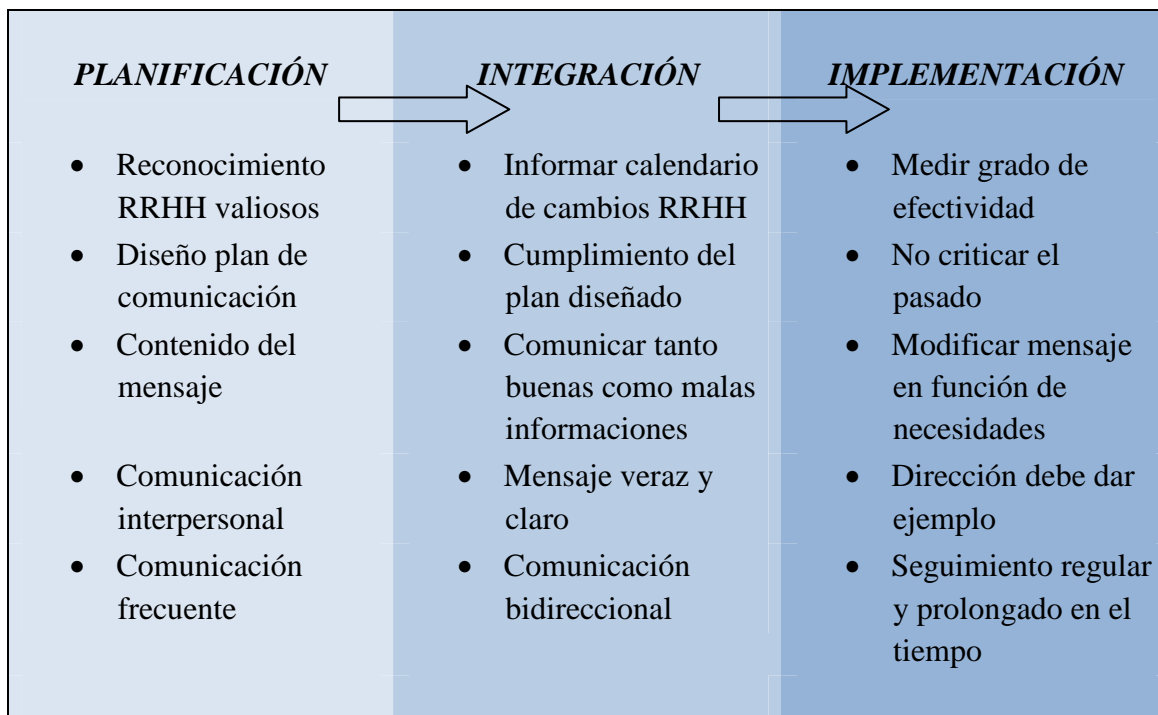 PLANIFICACIÓN
• Reconocimiento
RRHH valiosos
• Diseño plan de
comunicación
• Contenido del
mensaje
• Comunicación
interpersonal
• Comunicación
frecuente
INTEGRACIÓN
• Informar calendario
de cambios RRHH
• Cumplimiento del
plan diseñado
• Comunicar tanto
buenas como malas
informaciones
• Mensaje veraz y
claro
• Comunicación
bidireccional
IMPLEMENTACIÓN
• Medir grado de
efectividad
• No criticar el
pasado
• Modificar mensaje
en función de
necesidades
• Dirección debe dar
ejemplo
• Seguimiento regular
y prolongado en el
tiempo